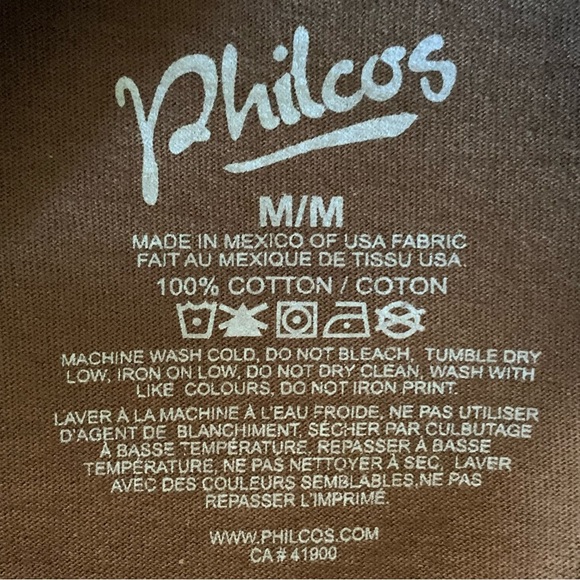 Philcos
M/M
MADE IN MEXICO OF USA FABRIC
FAIT AU MEXIQUE DE TISSU USA
100% COTTON / COTON
MACHINE WASH COLD, DO NOT BLEACH, TUMBLE DRY
LOW, IRON ON LOW, DO NOT DRY CLEAN, WASH WITH
LIKE COLOURS, DO NOT IRON PRINT.
LAVER À LA MACHINE À L'EAU FROIDE, NE PAS UTILISER
D'AGENT DE BLANCHIMENT. SÉCHER PAR CULBUTAGE
À BASSE TEMPÉRATURE, REPASSER À BASSE
TEMPÉRATURE, NE PAS NETTOYER À SEC, LAVER
AVEC DES COULEURS SEMBLABLES,NE PAS
REPASSER L'IMPRIMÉ.
WWW.PHILCOS.COM
CA # 41900